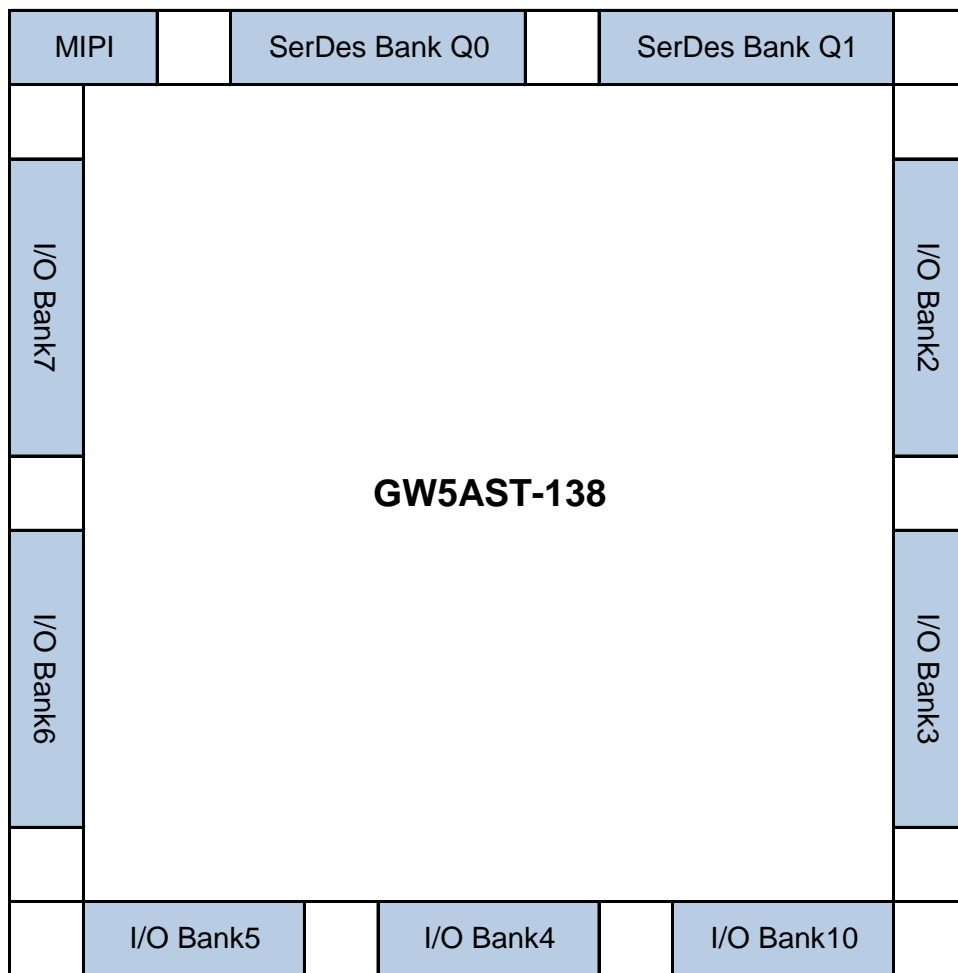 MIPI
SerDes Bank Q0
SerDes Bank Q1
I/O Bank7
I/O Bank2
GW5AST-138
I/O Bank6
I/O Bank3
I/O Bank5
I/O Bank4
I/O Bank10